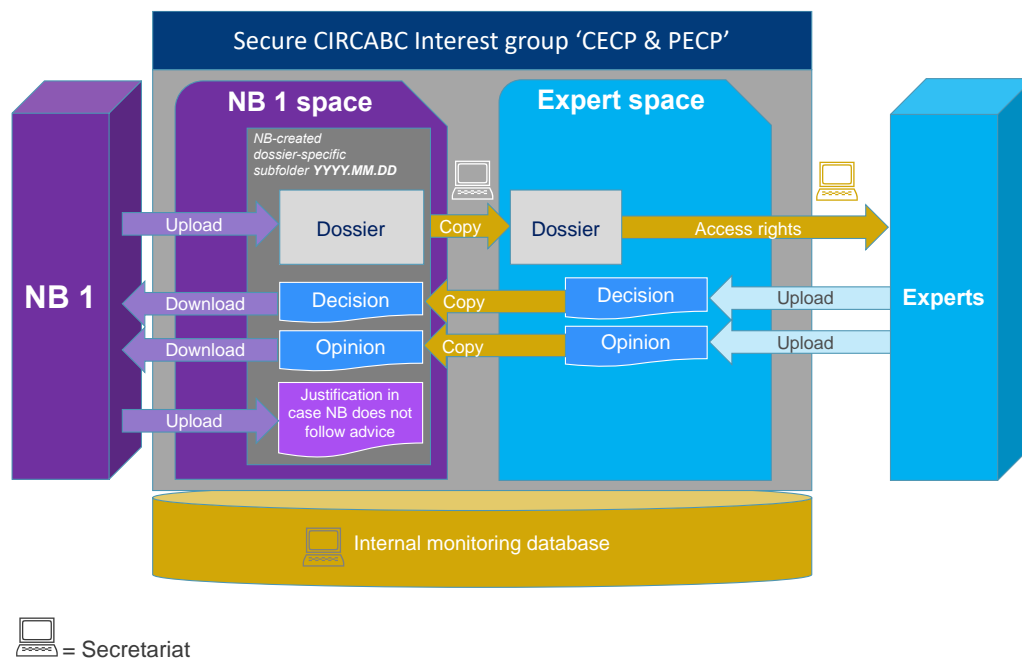 Secure CIRCABC Interest group ‘CECP & PECP’
NB 1 space
Expert space
NB-created
dossier-specific
subfolder YYYY.MM.DD
Upload
Dossier
Copy
Dossier
Access rights
NB 1
Experts
Download
Decision
Copy
Decision
Upload
Download
Opinion
Copy
Opinion
Upload
Upload
Justification in
case NB does not
follow advice
Internal monitoring database
= Secretariat